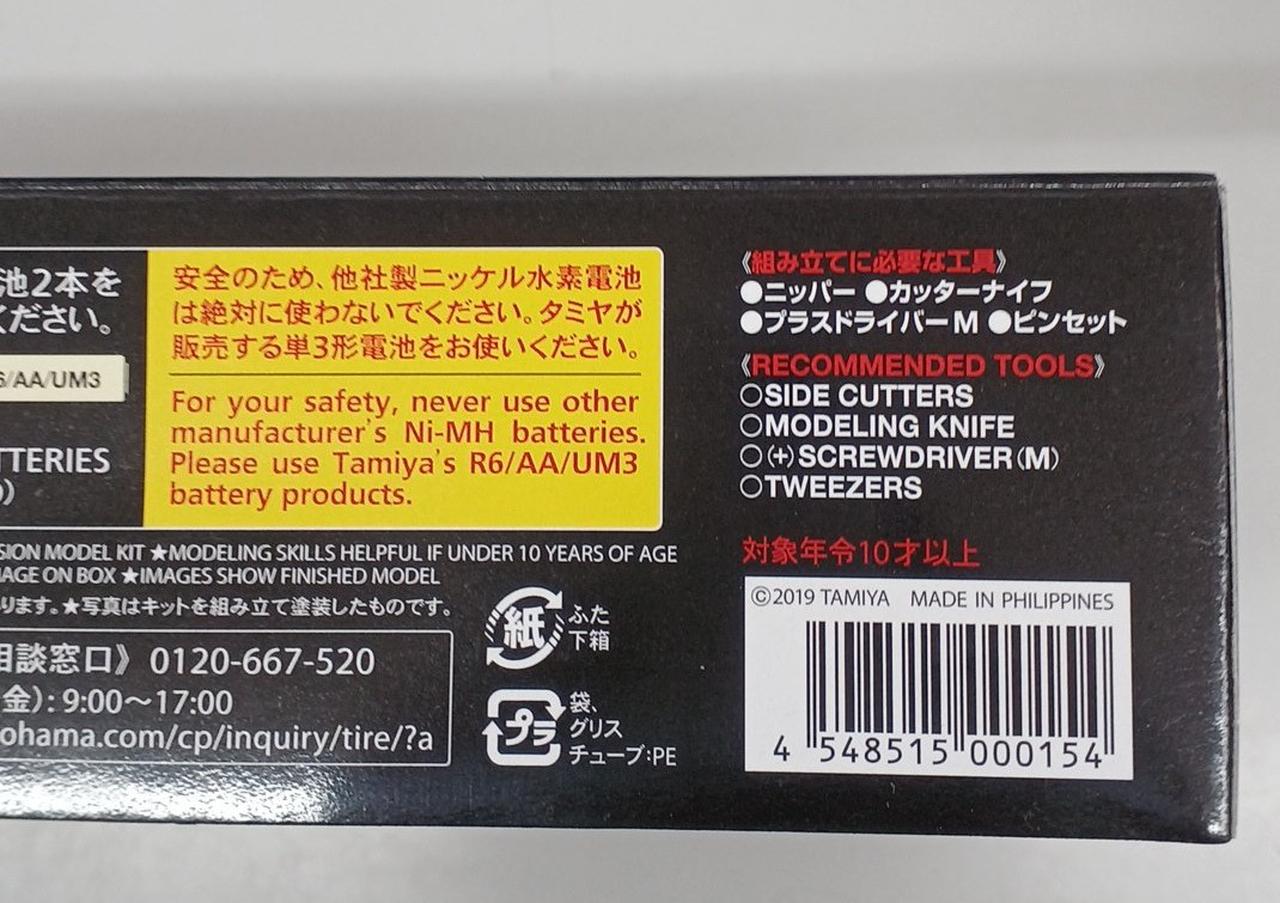 池2本を
ください。
6/AA/UM3
TTERIES
安全のため、他社製ニッケル水素電池
は絶対に使わないでください。タミヤが
販売する単3形電池をお使いください。
For your safety, never use other
manufacturer's Ni-MH batteries.
Please use Tamiya's R6/AA/UM3
battery products.
《組み立てに必要な工具》
●ニッパー ●カッターナイフ
●プラスドライバーM ●ピンセット
《RECOMMENDED TOOLS》
○SIDE CUTTERS
○MODELING KNIFE
○(+)SCREWDRIVER(M)
○TWEEZERS
SION MODEL KIT ★MODELING SKILLS HELPFUL IF UNDER 10 YEARS OF AGE
AGE ON BOX ★IMAGES SHOW FINISHED MODEL
ります。★写真はキットを組み立て塗装したものです。
相談窓口》 0120-667-520
金):9:00〜17:00
ohama.com/cp/inquiry/tire/?a
紙 ふた
下箱
プラ 袋、
グリス
チューブ:PE
対象年令10才以上
©2019 TAMIYA MADE IN PHILIPPINES
4 548515 000154